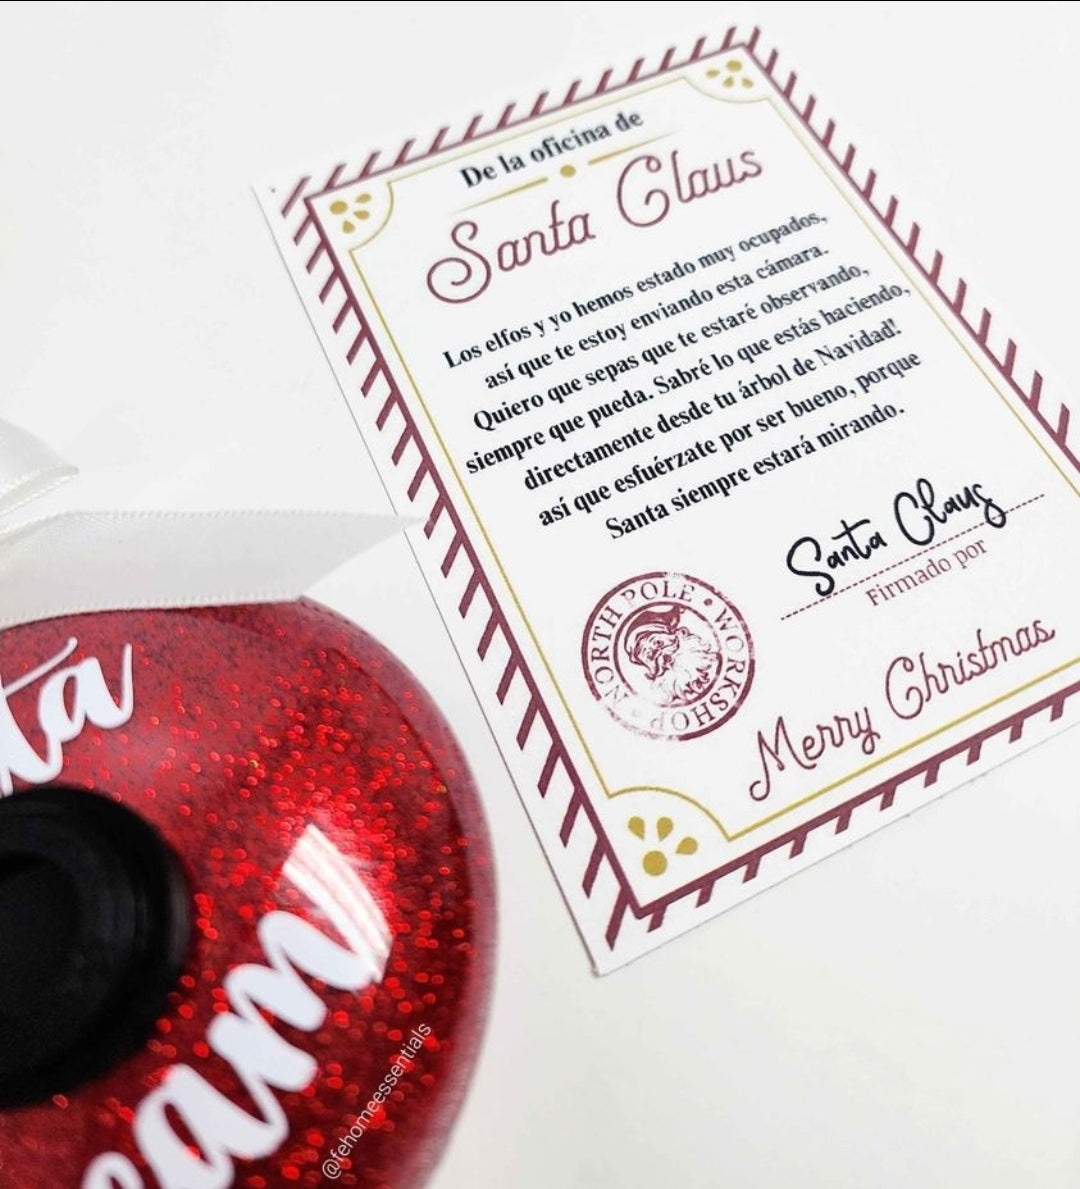 De la oficina de
Santa Claus
Los elfos y yo hemos estado muy ocupados,
así que te estoy enviando esta cámara.
Quiero que sepas que te estaré observando,
siempre que pueda. Sabré lo que estás haciendo,
directamente desde tu árbol de Navidad!
así que esfuérzate por ser bueno, porque
Santa siempre estará mirando.
Santa Claus
Firmado por
NORTH POLE • WORKSHOP •
Merry Christmas
ta
am
@fehomeessentials